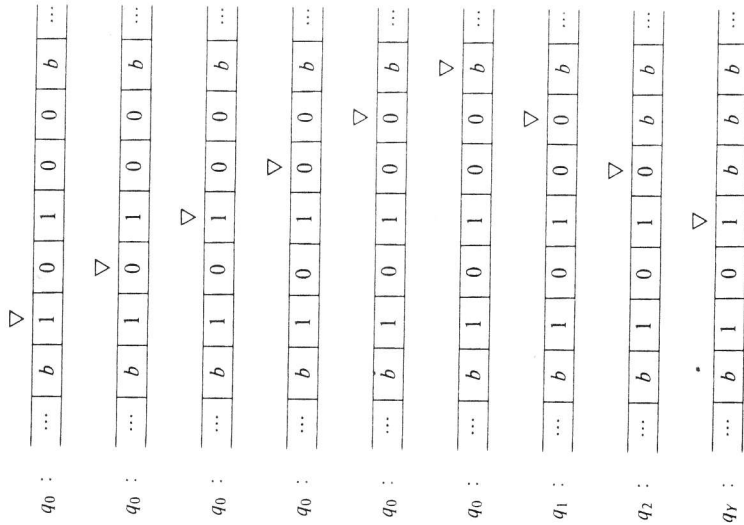 q0 : ... b 1 0 1 0 0 b ...
q0 : ... b 1 0 1 0 0 b ...
q0 : ... b 1 0 1 0 0 b ...
q0 : ... b 1 0 1 0 0 b ...
q0 : ... b 1 0 1 0 0 b ...
q0 : ... b 1 0 1 0 0 b ...
q1 : ... b 1 0 1 0 0 b ...
q2 : ... b 1 0 1 0 b b ...
qY : ... b 1 0 1 b b b ...